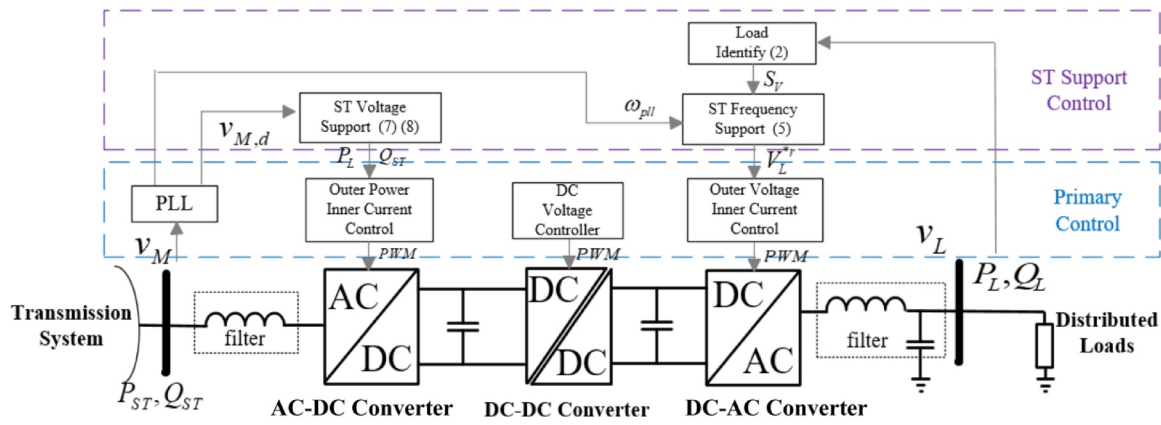 Load
Identify (2)
ST Support
Control
S_V
ST Voltage
Support (7) (8)
ω_pll
ST Frequency
Support (5)
v_M,d
P_L Q_ST
V_L^*r
PLL
Outer Power
Inner Current
Control
DC
Voltage
Controller
Outer Voltage
Inner Current
Control
Primary
Control
v_M
PWM
PWM
PWM
v_L
P_L, Q_L
Transmission
System
filter
AC
DC
DC
DC
DC
AC
filter
Distributed
Loads
P_ST, Q_ST
AC-DC Converter
DC-DC Converter
DC-AC Converter